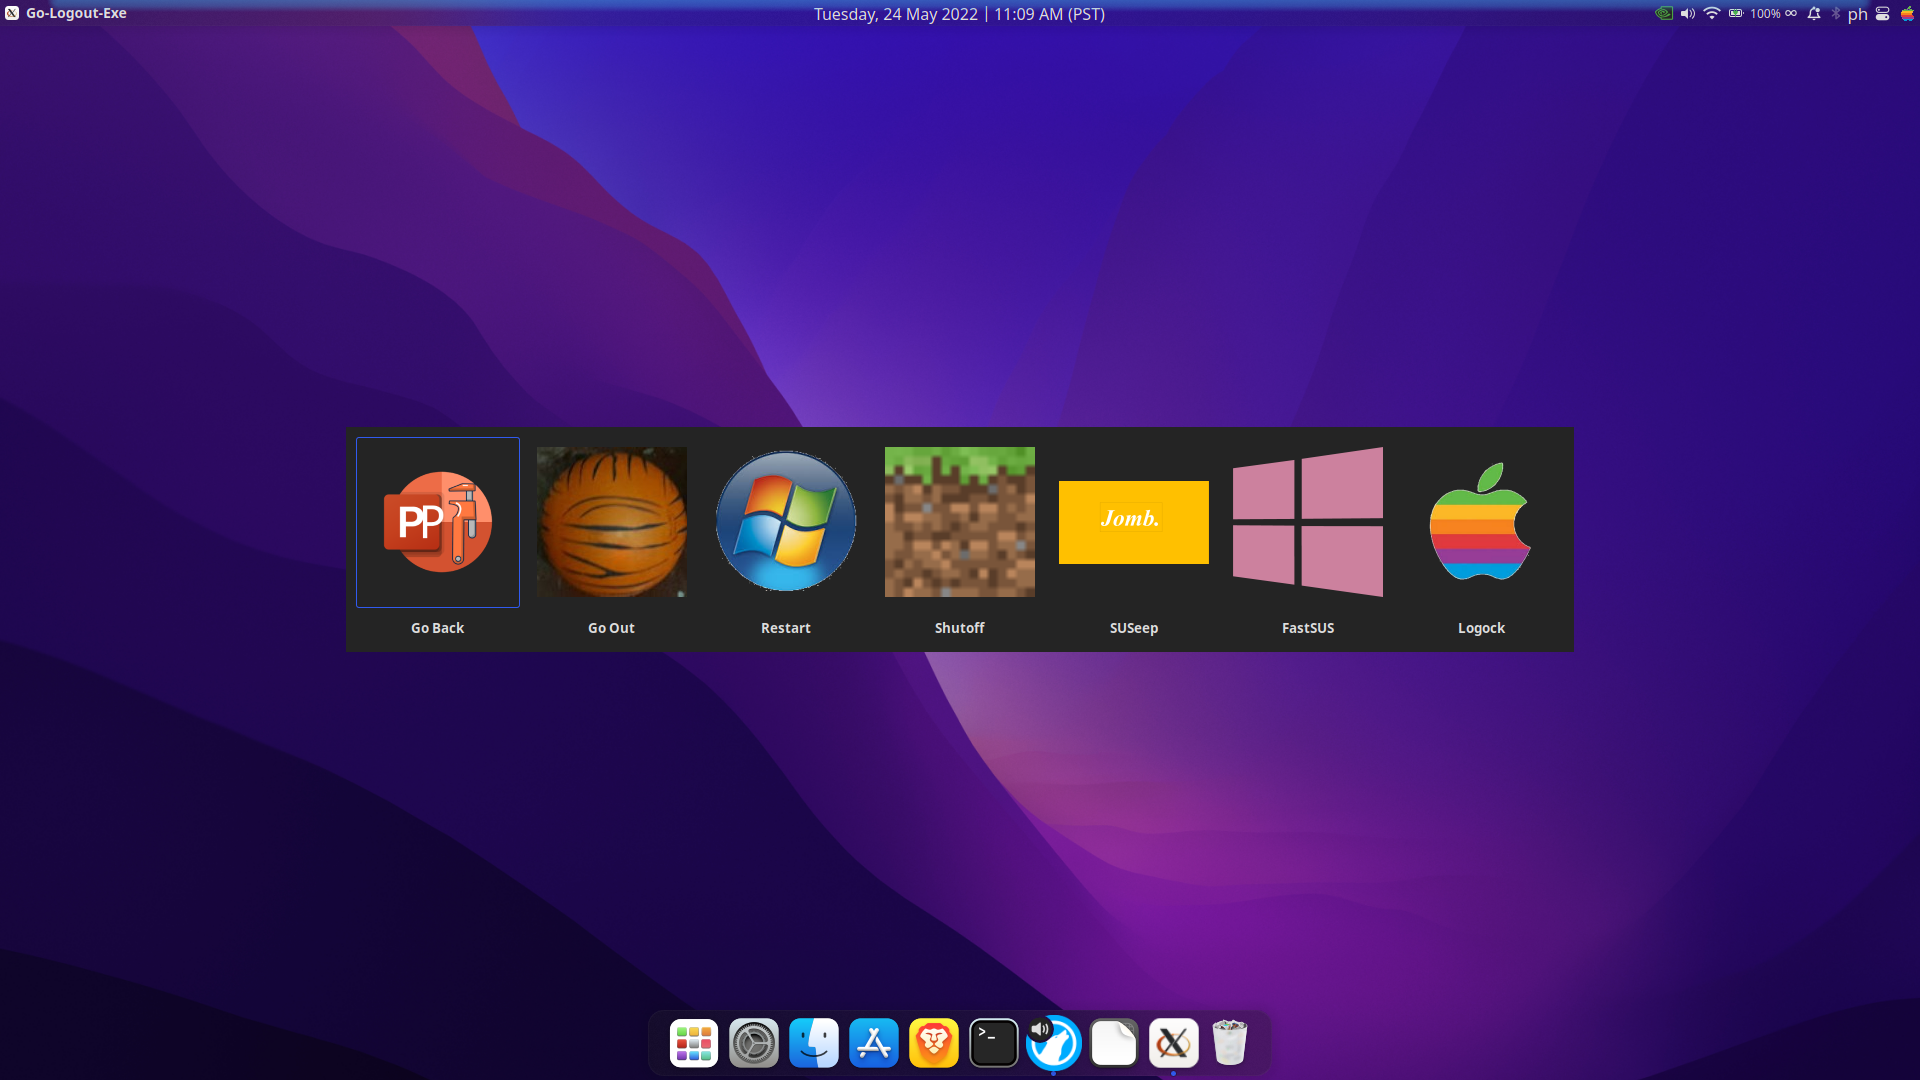 Go-Logout-Exe
Tuesday, 24 May 2022 | 11:09 AM (PST)
100%
ph
PP
Jomb.
Go Back
Go Out
Restart
Shutoff
SUSeep
FastSUS
Logock
>_